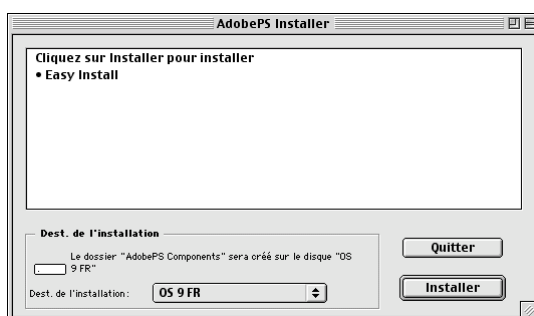 AdobePS Installer
Cliquez sur Installer pour installer
• Easy Install
Dest. de l'installation
Le dossier "AdobePS Components" sera créé sur le disque "OS
9 FR"
Dest. de l'installation :
OS 9 FR
Quitter
Installer